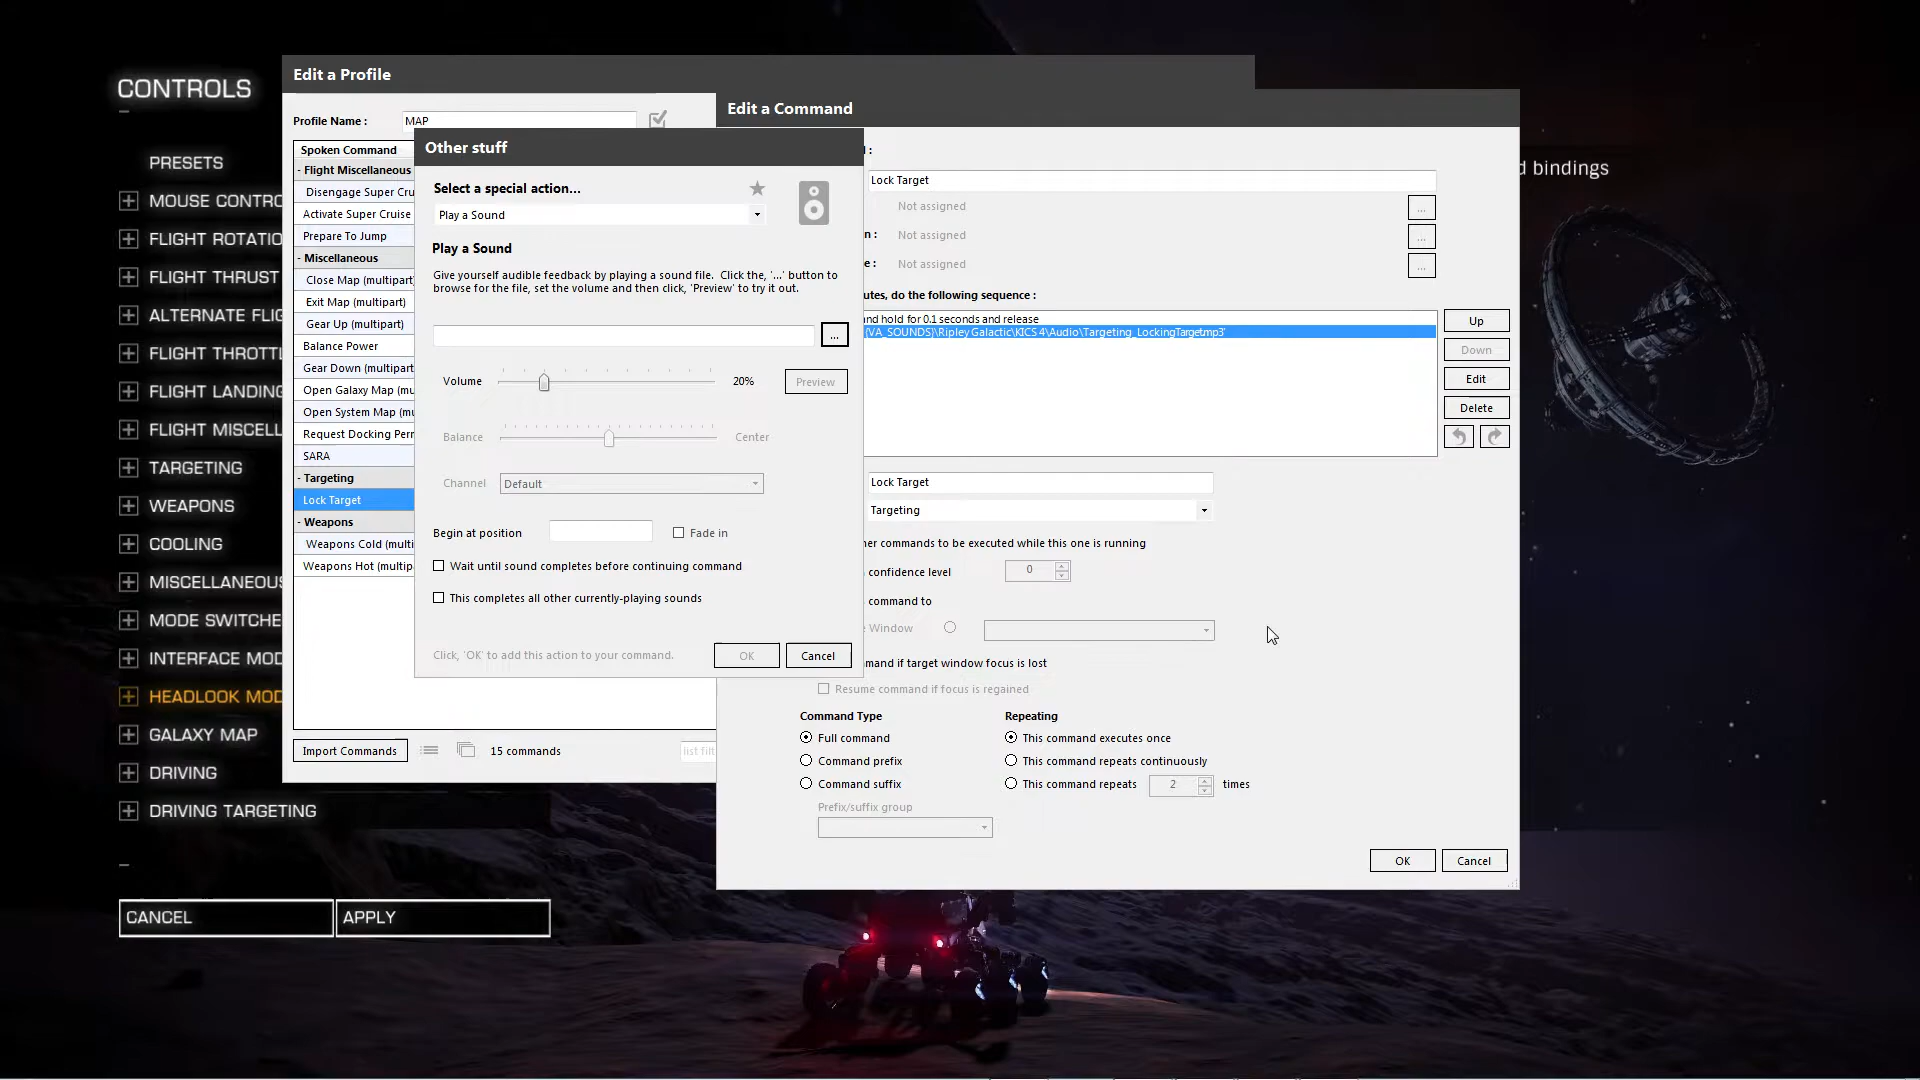 CONTROLS
PRESETS
MOUSE CONTRO
FLIGHT ROTATIO
FLIGHT THRUST
ALTERNATE FLIG
FLIGHT THROTTL
FLIGHT LANDING
FLIGHT MISCELL
TARGETING
WEAPONS
COOLING
MISCELLANEOUS
MODE SWITCHE
INTERFACE MOD
HEADLOOK MOD
GALAXY MAP
DRIVING
DRIVING TARGETING
CANCEL
APPLY
Edit a Profile
Profile Name :
MAP
Spoken Command
- Flight Miscellaneous
Disengage Super Cru
Activate Super Cruise
Prepare To Jump
- Miscellaneous
Close Map (multipart)
Exit Map (multipart)
Gear Up (multipart)
Balance Power
Gear Down (multipart
Open Galaxy Map (mu
Open System Map (mu
Request Docking Perr
SARA
- Targeting
Lock Target
- Weapons
Weapons Cold (multi
Weapons Hot (multip
Import Commands
15 commands
list filt
Other stuff
Select a special action...
Play a Sound
Play a Sound
Give yourself audible feedback by playing a sound file. Click the, '...' button to
browse for the file, set the volume and then click, 'Preview' to try it out.
...
Volume
20%
Preview
Balance
Center
Channel
Default
Begin at position
Fade in
Wait until sound completes before continuing command
This completes all other currently-playing sounds
Click, 'OK' to add this action to your command.
OK
Cancel
Edit a Command
:
Lock Target
Not assigned
...
n :
Not assigned
...
e :
Not assigned
...
utes, do the following sequence :
and hold for 0.1 seconds and release
{VA_SOUNDS}\Ripley Galactic\KICS 4\Audio\Targeting_LockingTarget.mp3'
Up
Down
Edit
Delete
Lock Target
Targeting
her commands to be executed while this one is running
confidence level
0
command to
e Window
mand if target window focus is lost
Resume command if focus is regained
Command Type
Full command
Command prefix
Command suffix
Prefix/suffix group
Repeating
This command executes once
This command repeats continuously
This command repeats
2
times
OK
Cancel
d bindings